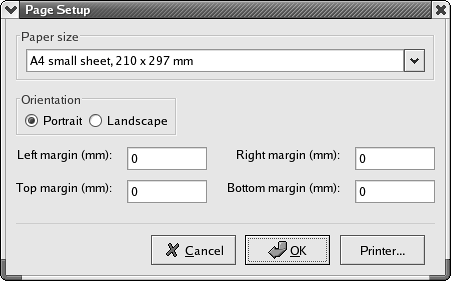 Page Setup
Paper size
A4 small sheet, 210 x 297 mm
Orientation
Portrait Landscape
Left margin (mm): 0 Right margin (mm): 0
Top margin (mm): 0 Bottom margin (mm): 0
Cancel OK Printer...